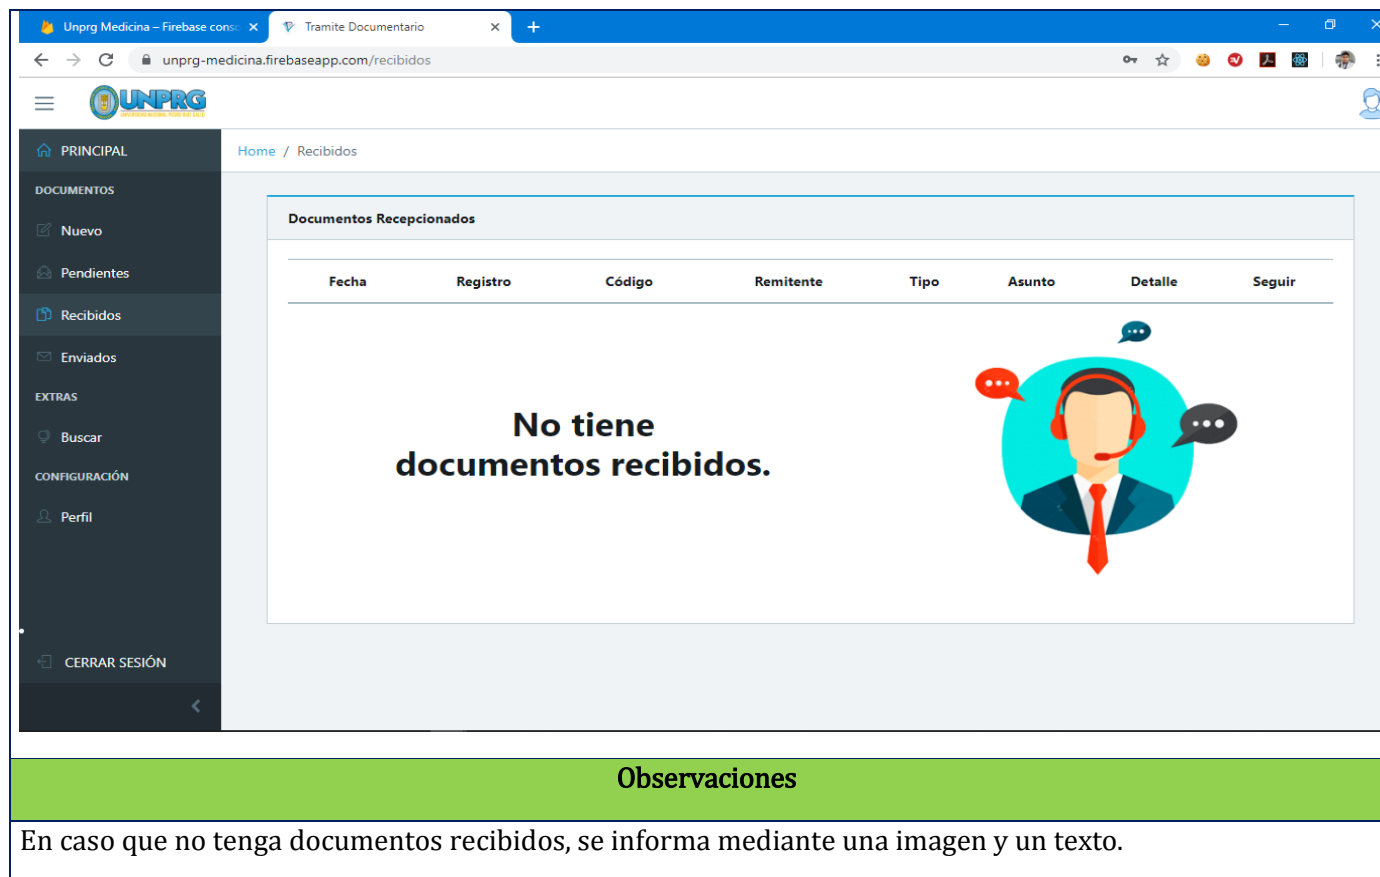 Unprg Medicina – Firebase cons
Tramite Documentario
unprg-medicina.firebaseapp.com/recibidos
UNPRG
PRINCIPAL
Home / Recibidos
DOCUMENTOS
Nuevo
Pendientes
Recibidos
Enviados
EXTRAS
Buscar
CONFIGURACIÓN
Perfil
CERRAR SESIÓN
Documentos Recepcionados
Fecha Registro Código Remitente Tipo Asunto Detalle Seguir
No tiene
documentos recibidos.
Observaciones
En caso que no tenga documentos recibidos, se informa mediante una imagen y un texto.